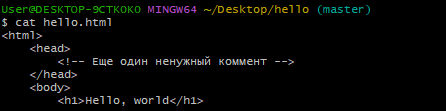 User@DESKTOP-9CTKOKO MINGW64 ~/Desktop/hello (master)
$ cat hello.html
<html>
    <head>
        <!-- Еще один ненужный коммент -->
    </head>
    <body>
        <h1>Hello, world</h1>